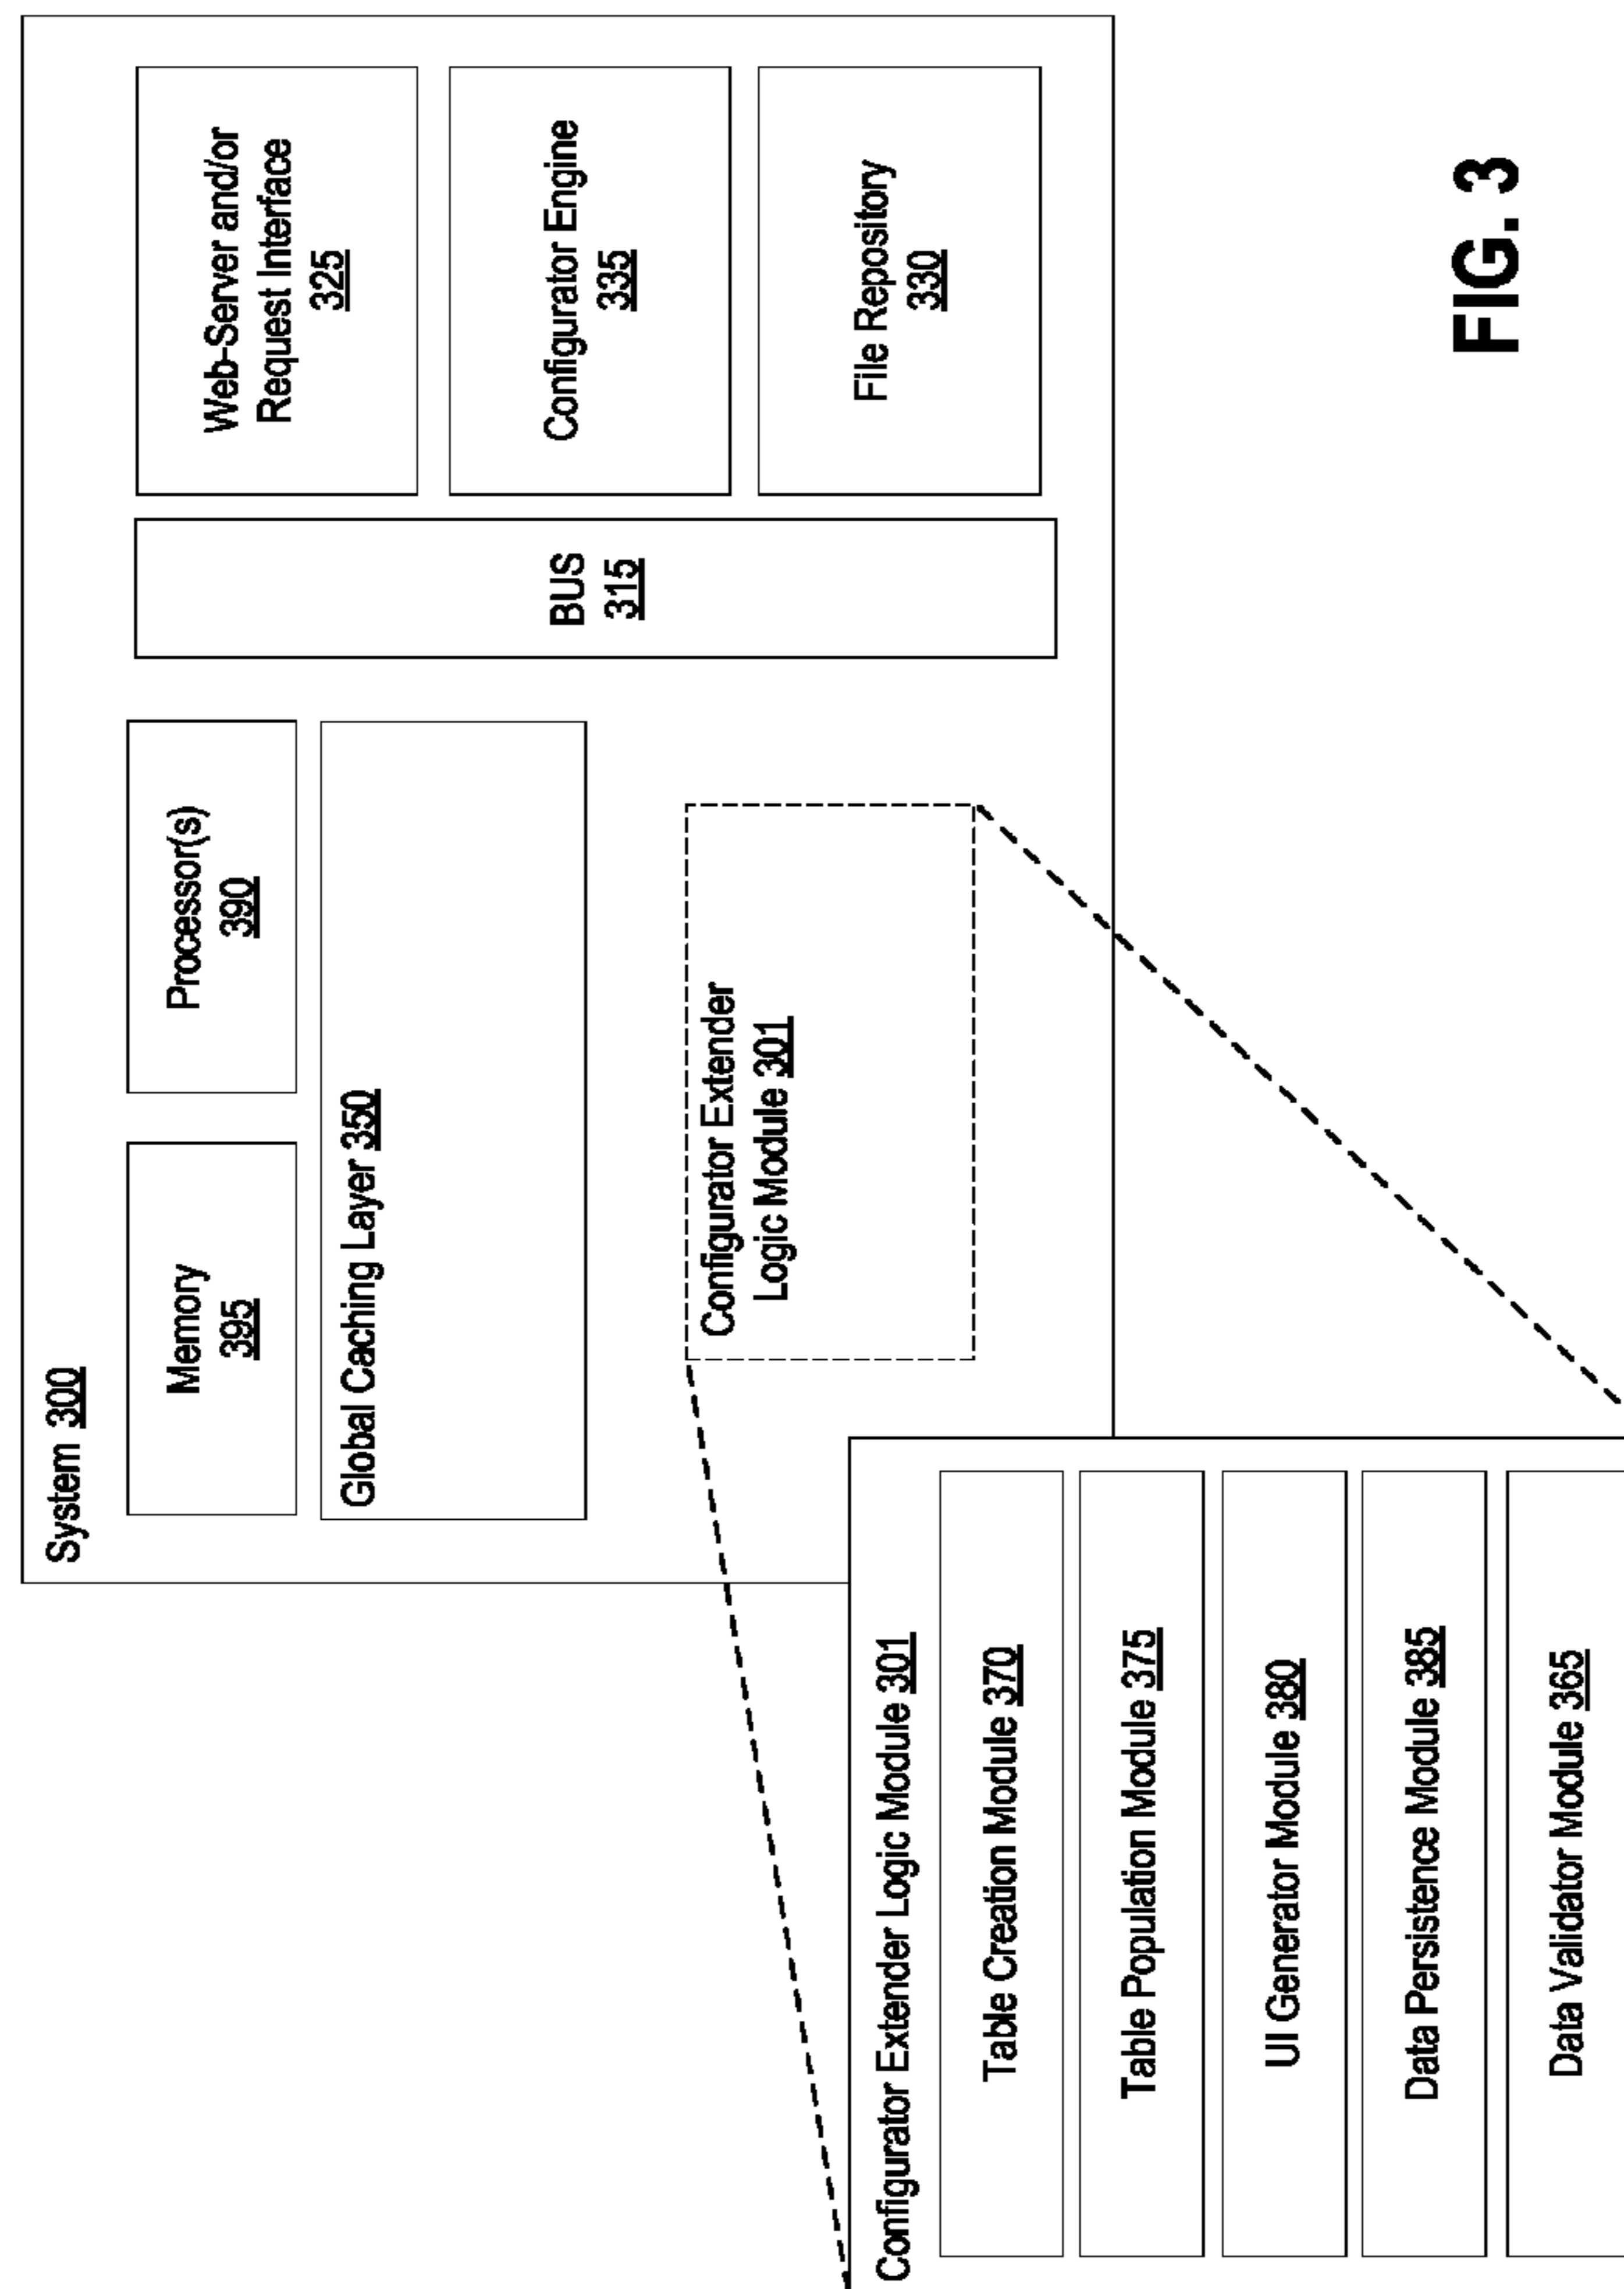 System 300
Memory
395
Processor(s)
390
Global Caching Layer 350
Configurator Extender
Logic Module 301
BUS
315
Web-Server and/or
Request Interface
325
Configurator Engine
335
File Repository
330
Configurator Extender Logic Module 301
Table Creation Module 370
Table Population Module 375
UI Generator Module 380
Data Persistence Module 385
Data Validator Module 365
FIG. 3